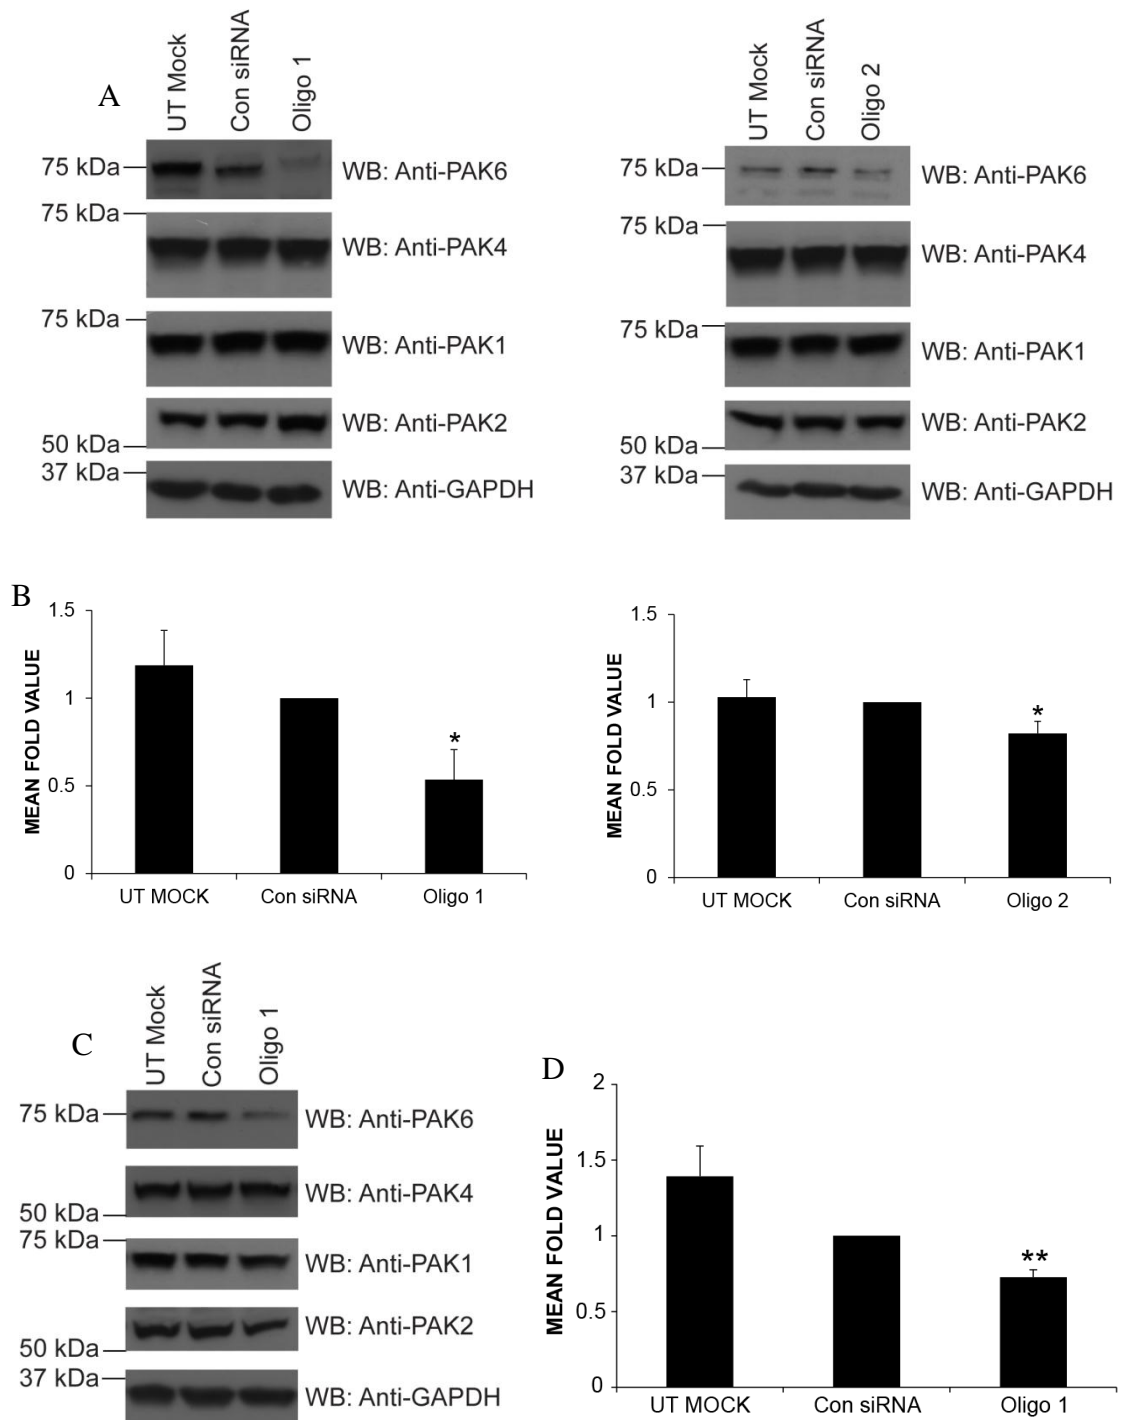 A
UT Mock
Con siRNA
Oligo 1
75 kDa
WB: Anti-PAK6
75 kDa
WB: Anti-PAK4
75 kDa
WB: Anti-PAK1
WB: Anti-PAK2
50 kDa
37 kDa
WB: Anti-GAPDH
UT Mock
Con siRNA
Oligo 2
75 kDa
WB: Anti-PAK6
75 kDa
WB: Anti-PAK4
75 kDa
WB: Anti-PAK1
WB: Anti-PAK2
50 kDa
37 kDa
WB: Anti-GAPDH
B
MEAN FOLD VALUE
1.5
1
0.5
0
*
UT MOCK
Con siRNA
Oligo 1
MEAN FOLD VALUE
1.5
1
0.5
0
*
UT MOCK
Con siRNA
Oligo 2
C
UT Mock
Con siRNA
Oligo 1
75 kDa
WB: Anti-PAK6
WB: Anti-PAK4
50 kDa
75 kDa
WB: Anti-PAK1
WB: Anti-PAK2
50 kDa
37 kDa
WB: Anti-GAPDH
D
MEAN FOLD VALUE
2
1.5
1
0.5
0
**
UT MOCK
Con siRNA
Oligo 1